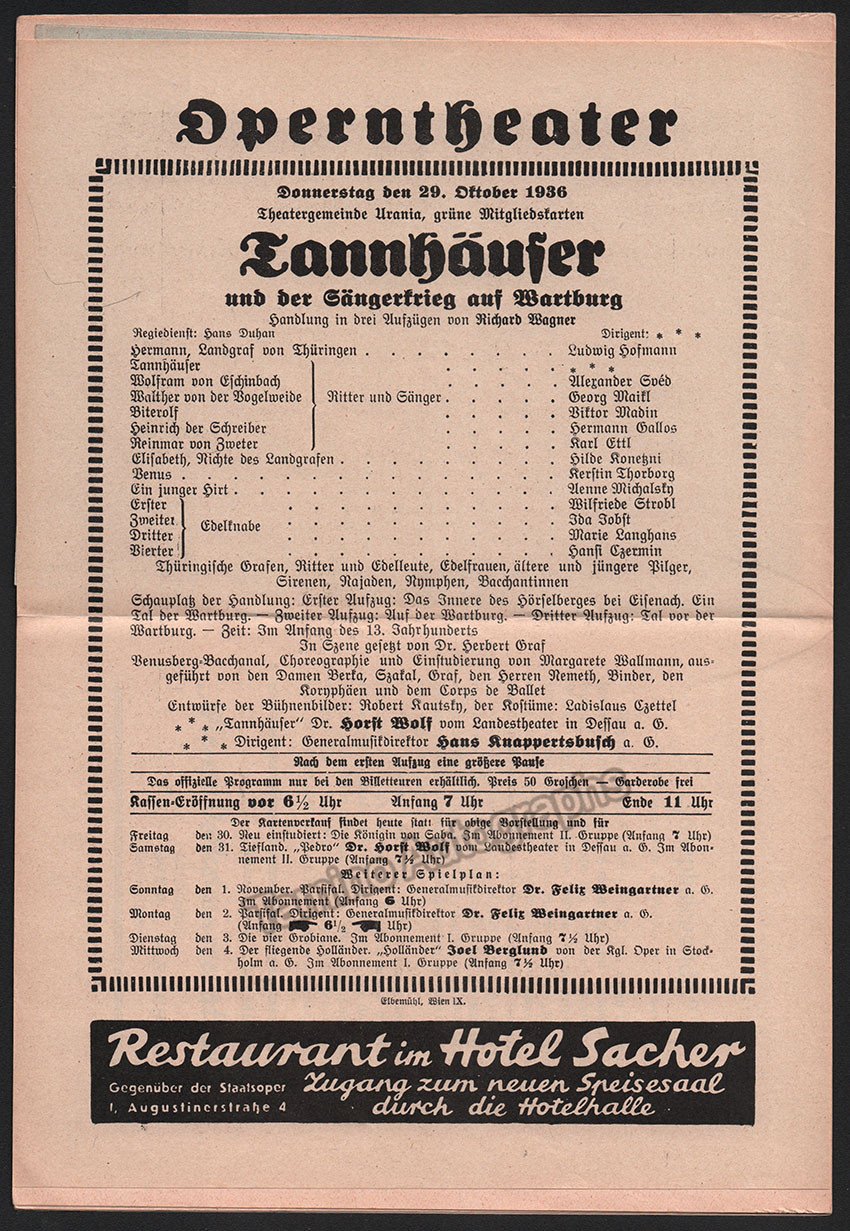 Operntheater
Donnerstag den 29. Oktober 1936
Theatergemeinde Urania, grüne Mitgliedskarten
Tannhäuser
und der Sängerkrieg auf Wartburg
Handlung in drei Aufzügen von Richard Wagner
Regiedienst: Hans Duhan Dirigent: * * *
Hermann, Landgraf von Thüringen . . . . . . . Ludwig Hofmann
Tannhäuser . . . . . * * *
Wolfram von Eschinbach . . . . . Alexander Svéd
Walther von der Vogelweide Ritter und Sänger . . . . . Georg Maikl
Biterolf . . . . . Viktor Madin
Heinrich der Schreiber . . . . . Hermann Gallos
Reinmar von Zweter . . . . . Karl Ettl
Elisabeth, Nichte des Landgrafen . . . . . . . . Hilde Konetzni
Venus . . . . . . . . . . . . . Kerstin Thorborg
Ein junger Hirt . . . . . . . . . . . Aenne Michalsky
Erster . . . . . . . . . Wilfriede Strobl
Zweiter Edelknabe . . . . . . . . . Ida Jobst
Dritter . . . . . . . . . Marie Langhans
Vierter . . . . . . . . . Hansi Czermin
Thüringische Grafen, Ritter und Edelleute, Edelfrauen, ältere und jüngere Pilger,
Sirenen, Najaden, Nymphen, Bacchantinnen
Schauplatz der Handlung: Erster Aufzug: Das Innere des Hörselberges bei Eisenach. Ein
Tal der Wartburg. — Zweiter Aufzug: Auf der Wartburg. — Dritter Aufzug: Tal vor der
Wartburg. — Zeit: Im Anfang des 13. Jahrhunderts
In Szene gesetzt von Dr. Herbert Graf
Venusberg-Bacchanal, Choreographie und Einstudierung von Margarete Wallmann, aus-
geführt von den Damen Berka, Szakal, Graf, den Herren Nemeth, Binder, den
Koryphäen und dem Corps de Ballet
Entwürfe der Bühnenbilder: Robert Kautsky, der Kostüme: Ladislaus Czettel
* * * „Tannhäuser" Dr. Horst Wolf vom Landestheater in Dessau a. G.
* * * Dirigent: Generalmusikdirektor Hans Knappertsbusch a. G.
Nach dem ersten Aufzug eine größere Pause
Das offizielle Programm nur bei den Billetteuren erhältlich. Preis 50 Groschen — Garderobe frei
Kassen-Eröffnung vor 6½ Uhr Anfang 7 Uhr Ende 11 Uhr
Der Kartenverkauf findet heute statt für obige Vorstellung und für
Freitag den 30. Neu einstudiert: Die Königin von Saba. Im Abonnement II. Gruppe (Anfang 7 Uhr)
Samstag den 31. Tiefland. „Pedro" Dr. Horst Wolf vom Landestheater in Dessau a. G. Im Abon-
nement II. Gruppe (Anfang 7½ Uhr)
Weiterer Spielplan:
Sonntag den 1. November. Parsifal. Dirigent: Generalmusikdirektor Dr. Felix Weingartner a. G.
Im Abonnement (Anfang 6 Uhr)
Montag den 2. Parsifal. Dirigent: Generalmusikdirektor Dr. Felix Weingartner a. G.
(Anfang 6½ Uhr)
Dienstag den 3. Die vier Grobiane. Im Abonnement I. Gruppe (Anfang 7½ Uhr)
Mittwoch den 4. Der fliegende Holländer. „Holländer" Joel Berglund von der Kgl. Oper in Stock-
holm a. G. Im Abonnement I. Gruppe (Anfang 7½ Uhr)
Elbemühl, Wien IX.
Restaurant im Hotel Sacher
Gegenüber der Staatsoper Zugang zum neuen Speisesaal
I, Augustinerstraße 4 durch die Hotelhalle
Tamino Autographs